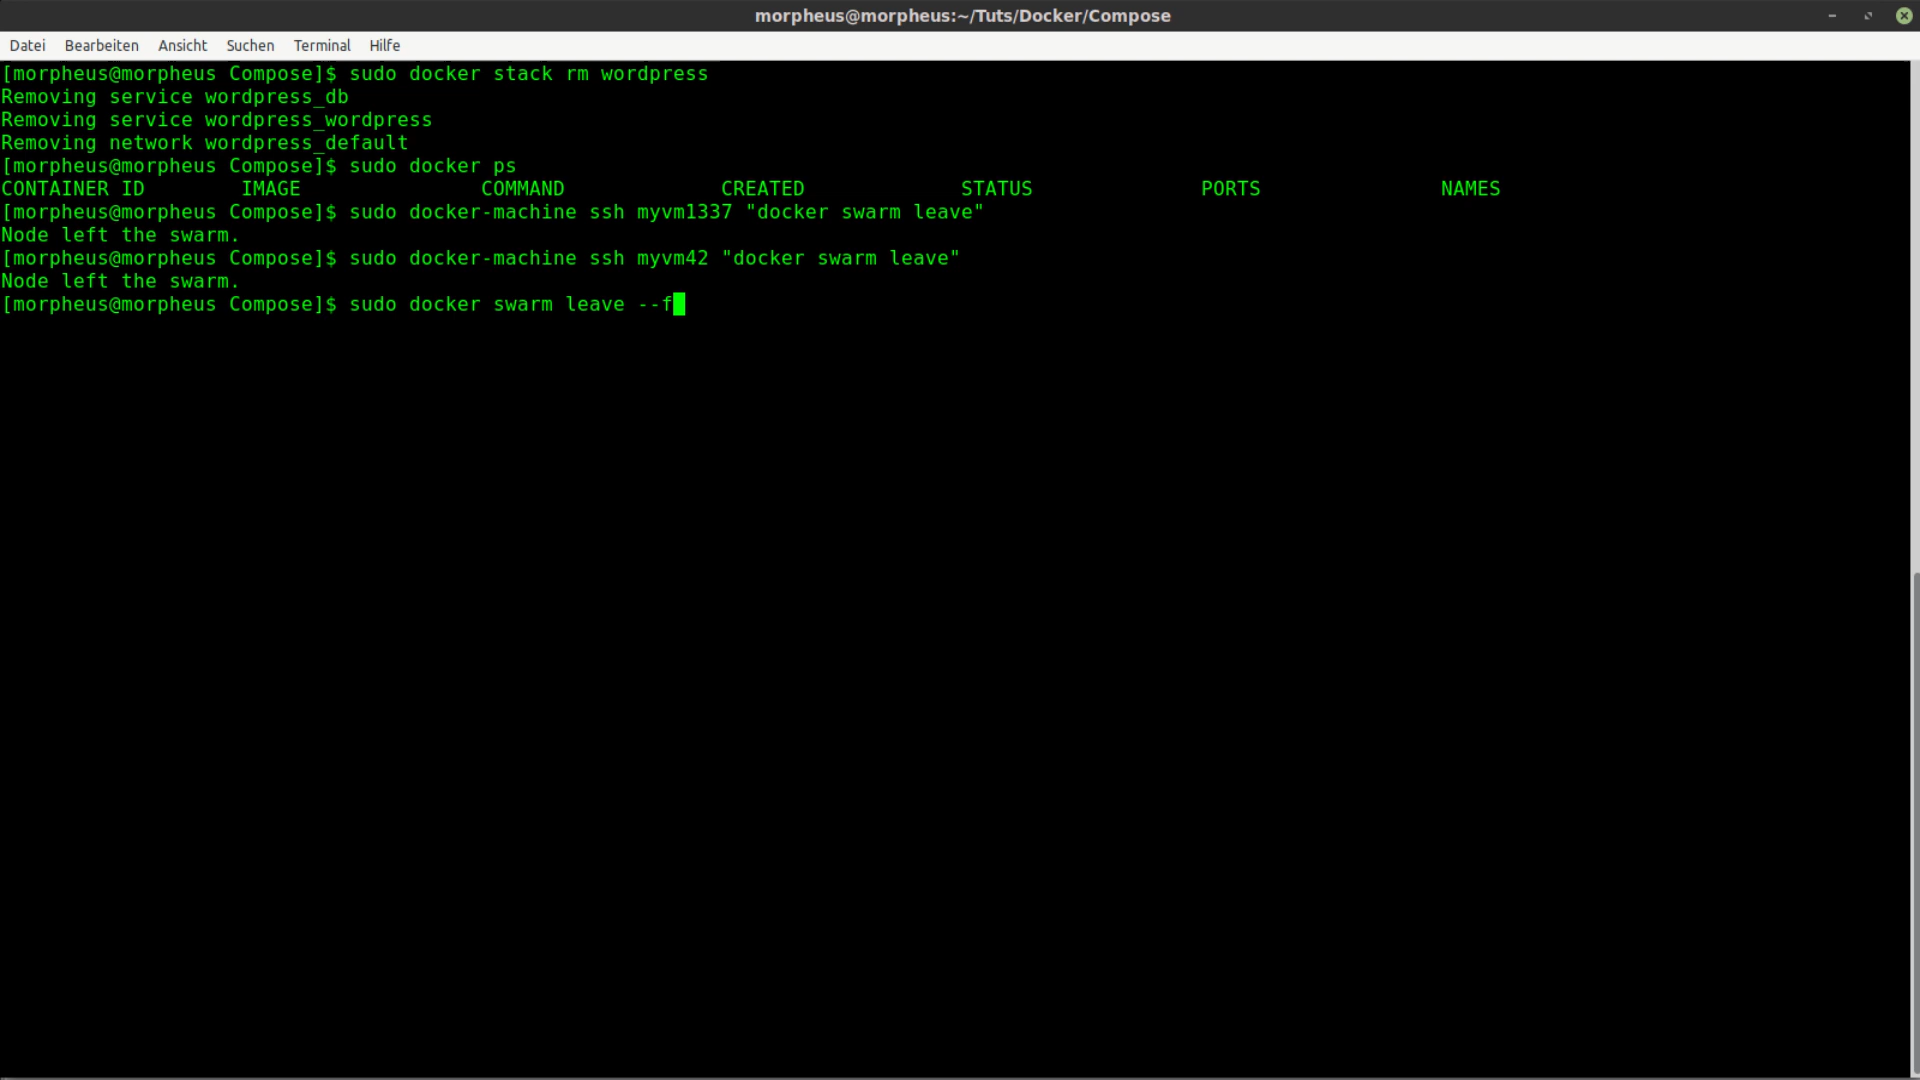 morpheus@morpheus:~/Tuts/Docker/Compose
Datei Bearbeiten Ansicht Suchen Terminal Hilfe
[morpheus@morpheus Compose]$ sudo docker stack rm wordpress
Removing service wordpress_db
Removing service wordpress_wordpress
Removing network wordpress_default
[morpheus@morpheus Compose]$ sudo docker ps
CONTAINER ID        IMAGE               COMMAND             CREATED             STATUS              PORTS               NAMES
[morpheus@morpheus Compose]$ sudo docker-machine ssh myvm1337 "docker swarm leave"
Node left the swarm.
[morpheus@morpheus Compose]$ sudo docker-machine ssh myvm42 "docker swarm leave"
Node left the swarm.
[morpheus@morpheus Compose]$ sudo docker swarm leave --f